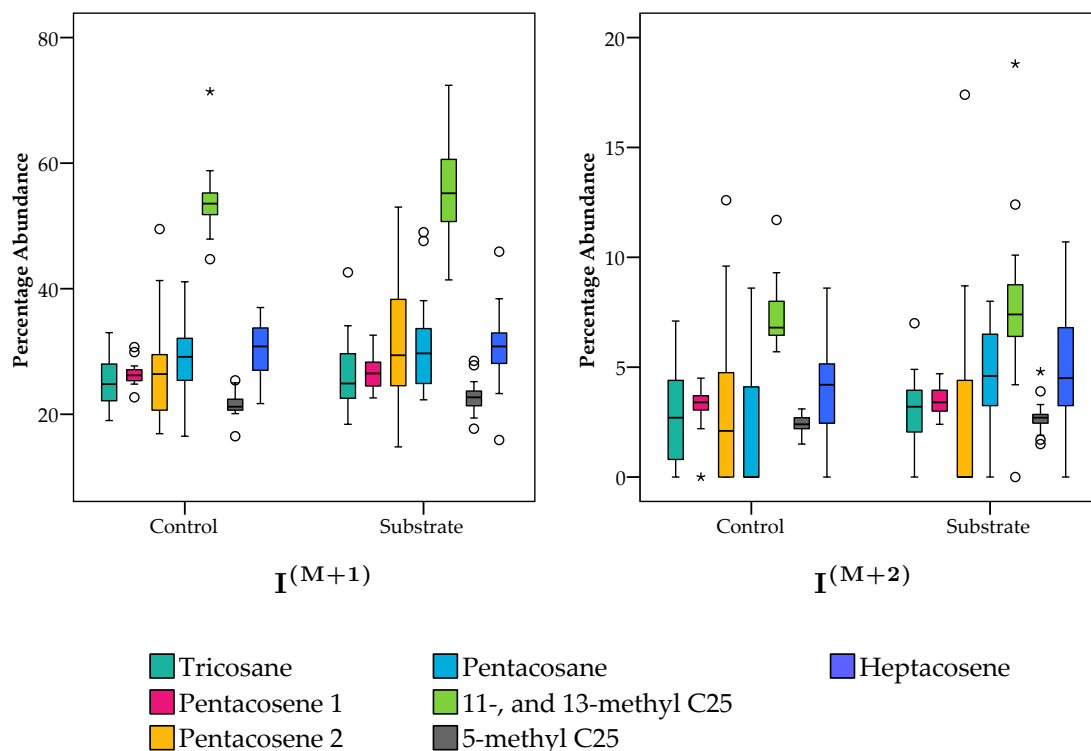 80
60
40
20
Percentage Abundance
Control
Substrate
I(M+1)
20
15
10
5
0
Percentage Abundance
Control
Substrate
I(M+2)
Tricosane
Pentacosane
Heptacosene
Pentacosene 1
11-, and 13-methyl C25
Pentacosene 2
5-methyl C25